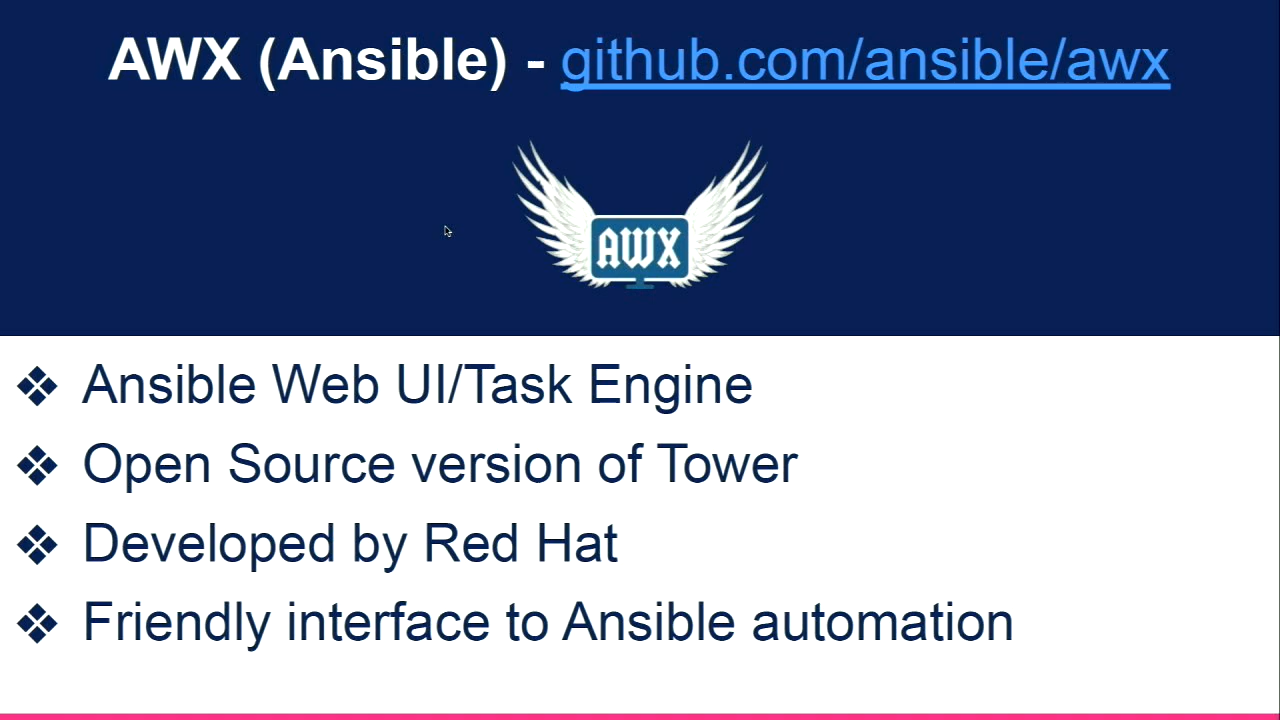 AWX (Ansible) - github.com/ansible/awx
AWX
❖ Ansible Web UI/Task Engine
❖ Open Source version of Tower
❖ Developed by Red Hat
❖ Friendly interface to Ansible automation